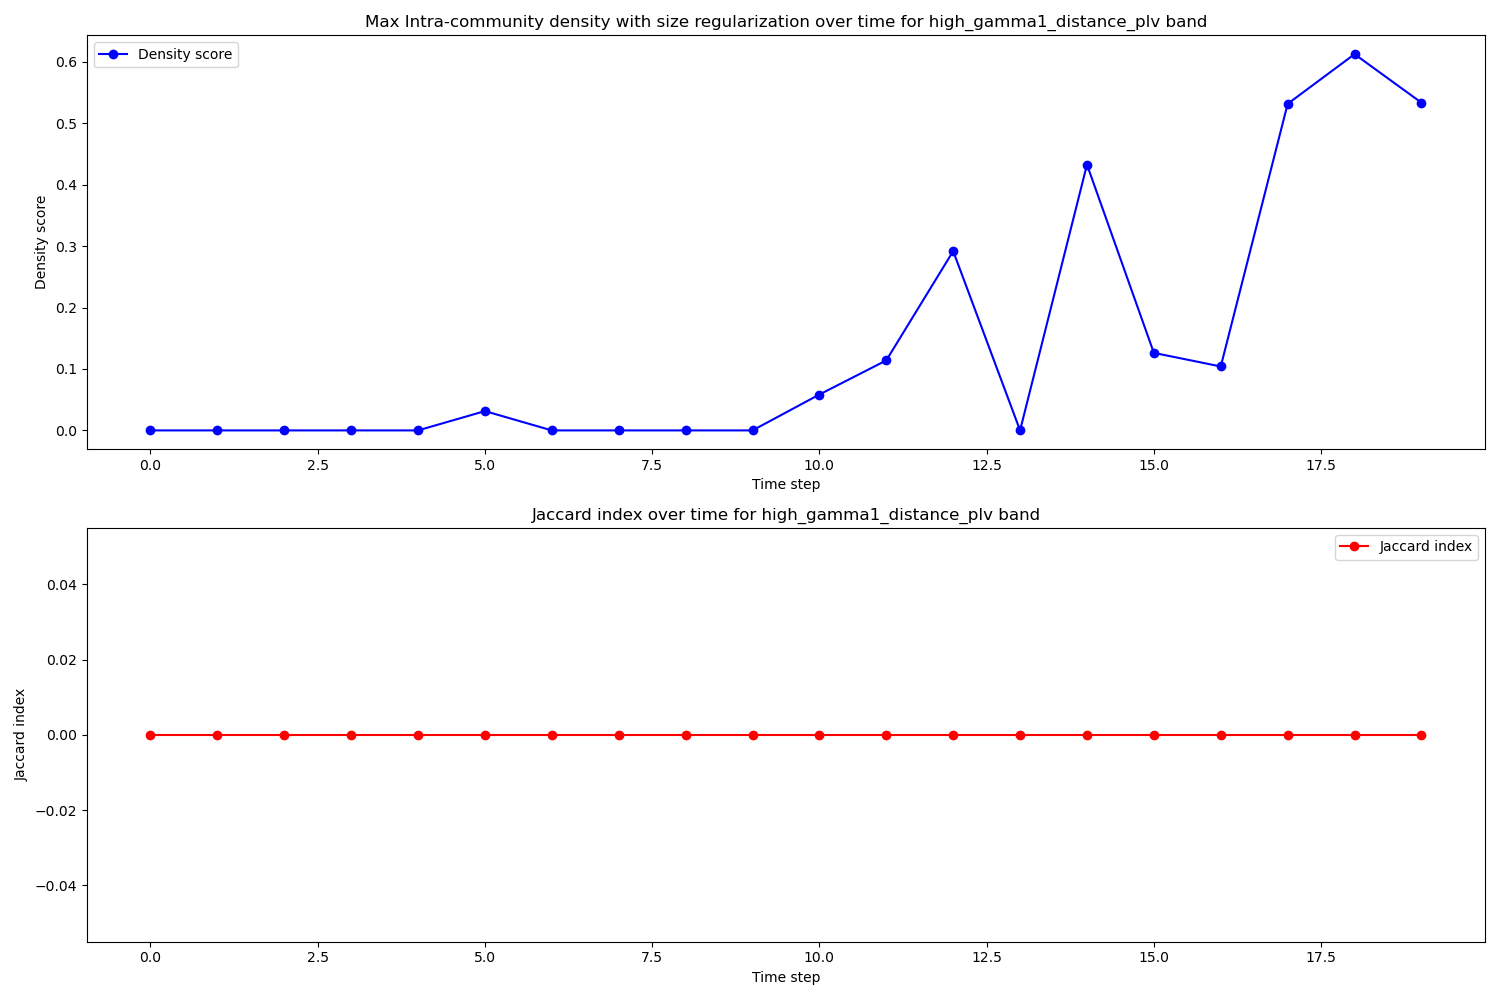 Max Intra-community density with size regularization over time for high_gamma1_distance_plv band
Density score
Density score
0.6
0.5
0.4
0.3
0.2
0.1
0.0
0.0 2.5 5.0 7.5 10.0 12.5 15.0 17.5
Time step
Jaccard index over time for high_gamma1_distance_plv band
Jaccard index
Jaccard index
0.04
0.02
0.00
−0.02
−0.04
0.0 2.5 5.0 7.5 10.0 12.5 15.0 17.5
Time step